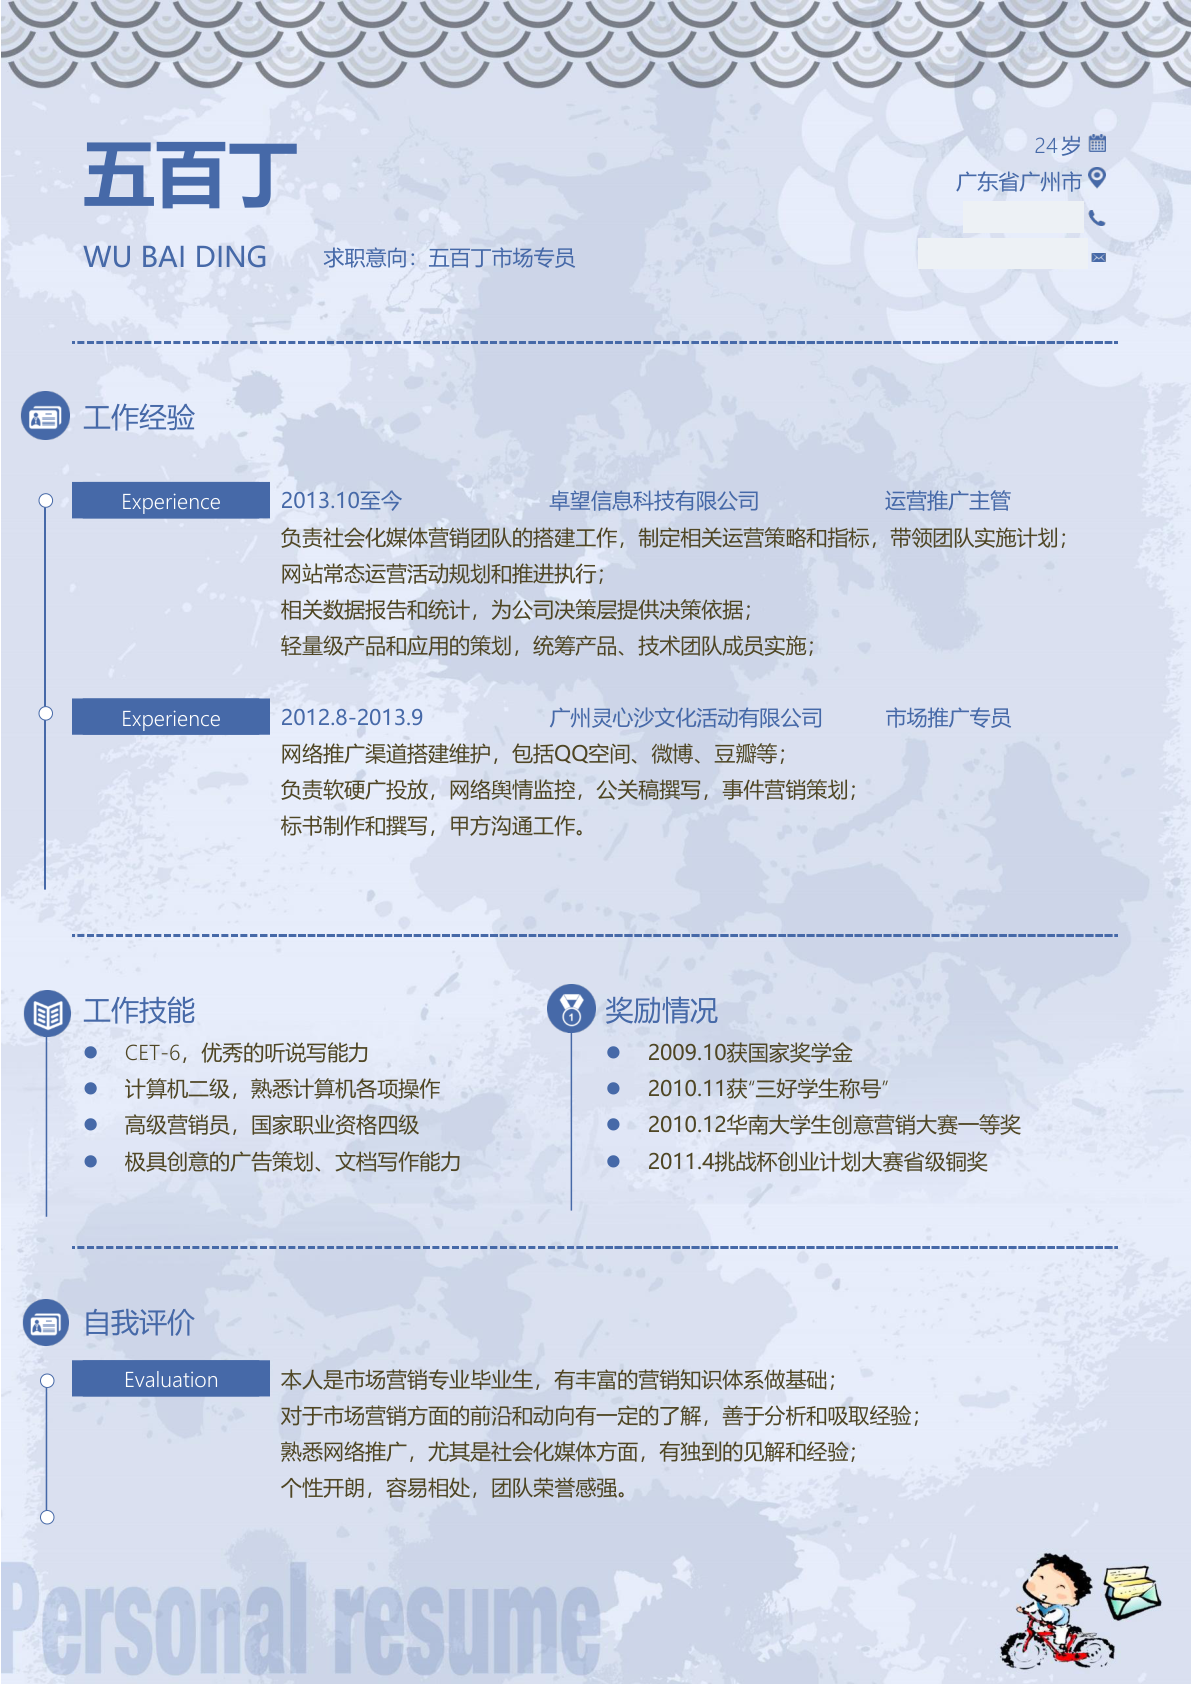 五百丁
24岁
广东省广州市
WU BAI DING 求职意向：五百丁市场专员
工作经验
Experience 2013.10至今 卓望信息科技有限公司 运营推广主管
负责社会化媒体营销团队的搭建工作，制定相关运营策略和指标，带领团队实施计划；
网站常态运营活动规划和推进执行；
相关数据报告和统计，为公司决策层提供决策依据；
轻量级产品和应用的策划，统筹产品、技术团队成员实施；
Experience 2012.8-2013.9 广州灵心沙文化活动有限公司 市场推广专员
网络推广渠道搭建维护，包括QQ空间、微博、豆瓣等；
负责软硬广投放，网络舆情监控，公关稿撰写，事件营销策划；
标书制作和撰写，甲方沟通工作。
工作技能
CET-6，优秀的听说写能力
计算机二级，熟悉计算机各项操作
高级营销员，国家职业资格四级
极具创意的广告策划、文档写作能力
奖励情况
2009.10获国家奖学金
2010.11获“三好学生称号”
2010.12华南大学生创意营销大赛一等奖
2011.4挑战杯创业计划大赛省级铜奖
自我评价
Evaluation 本人是市场营销专业毕业生，有丰富的营销知识体系做基础；
对于市场营销方面的前沿和动向有一定的了解，善于分析和吸取经验；
熟悉网络推广，尤其是社会化媒体方面，有独到的见解和经验；
个性开朗，容易相处，团队荣誉感强。
Personal resume